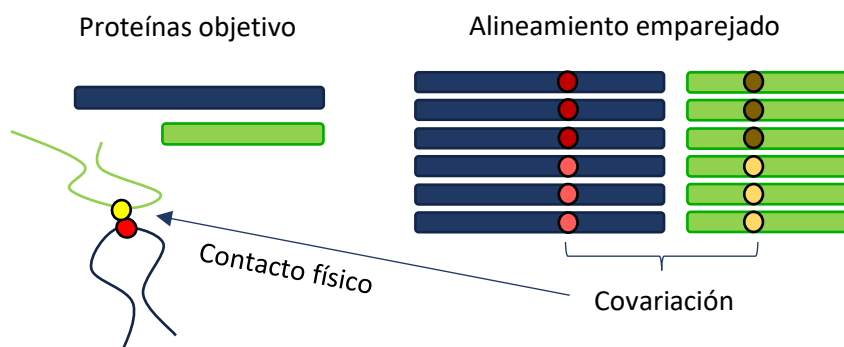 Proteínas objetivo
Alineamiento emparejado
Contacto físico
Covariación